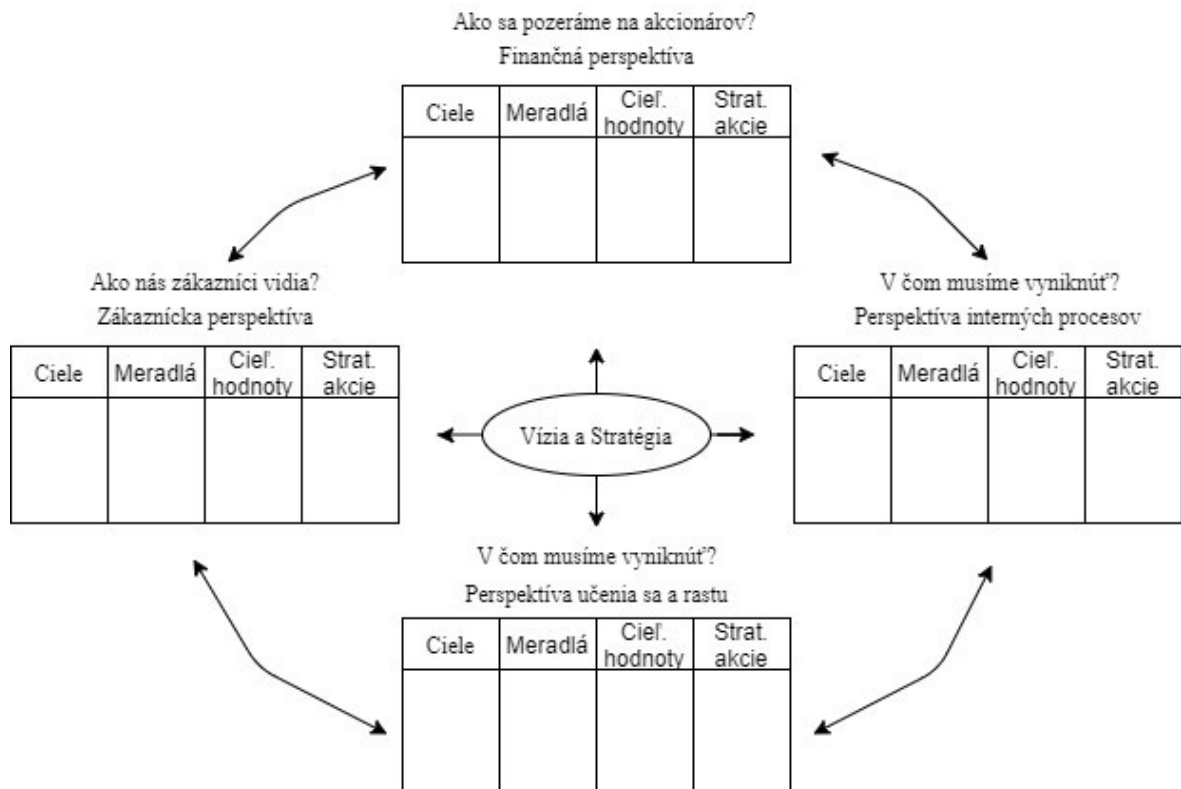 Ako sa pozeráme na akcionárov?
Finančná perspektíva
Ciele
Meradlá
Cieľ.
hodnoty
Strat.
akcie
Ako nás zákazníci vidia?
Zákaznícka perspektíva
Ciele
Meradlá
Cieľ.
hodnoty
Strat.
akcie
Vízia a Stratégia
V čom musíme vyniknúť?
Perspektíva interných procesov
Ciele
Meradlá
Cieľ.
hodnoty
Strat.
akcie
V čom musíme vyniknúť?
Perspektíva učenia sa a rastu
Ciele
Meradlá
Cieľ.
hodnoty
Strat.
akcie